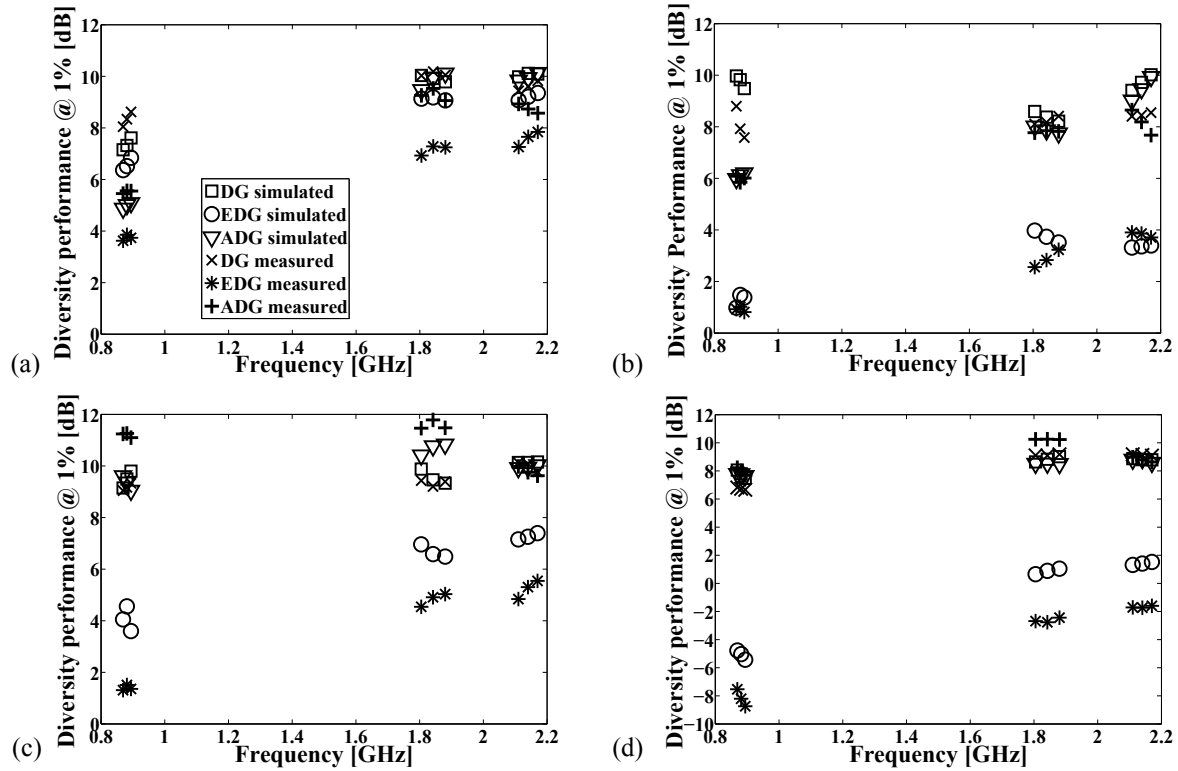 Diversity performance @ 1% [dB]
12
10
8
6
4
2
0
0.8 1 1.2 1.4 1.6 1.8 2 2.2
Frequency [GHz]
DG simulated
EDG simulated
ADG simulated
DG measured
EDG measured
ADG measured
(a)
Diversity Performance @ 1% [dB]
12
10
8
6
4
2
0
0.8 1 1.2 1.4 1.6 1.8 2 2.2
Frequency [GHz]
(b)
Diversity performance @ 1% [dB]
12
10
8
6
4
2
0
0.8 1 1.2 1.4 1.6 1.8 2 2.2
Frequency [GHz]
(c)
Diversity performance @ 1% [dB]
12
10
8
6
4
2
0
−2
−4
−6
−8
−10
0.8 1 1.2 1.4 1.6 1.8 2 2.2
Frequency [GHz]
(d)